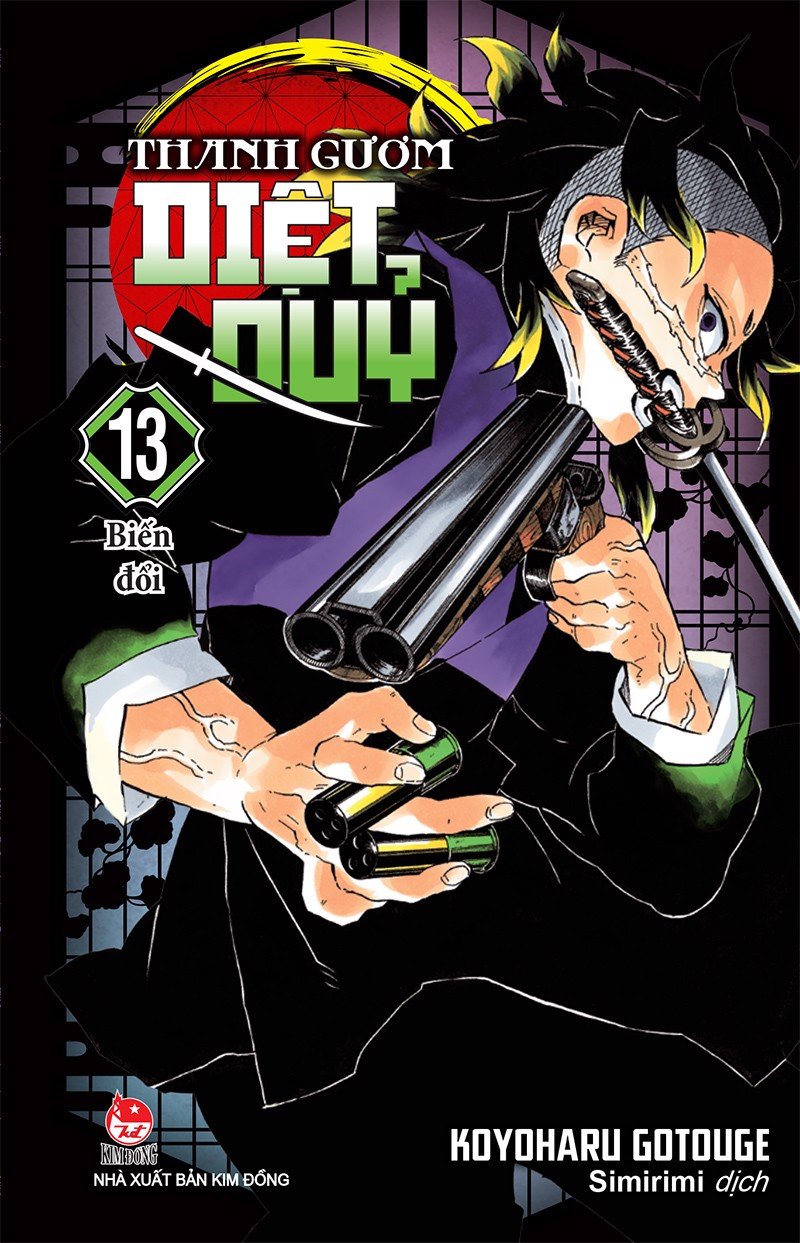 THANH GƯƠM
DIỆT
QUỶ
13
Biến
đổi
KIM ĐỒNG
NHÀ XUẤT BẢN KIM ĐỒNG
KOYOHARU GOTOUGE
Simirimi dịch